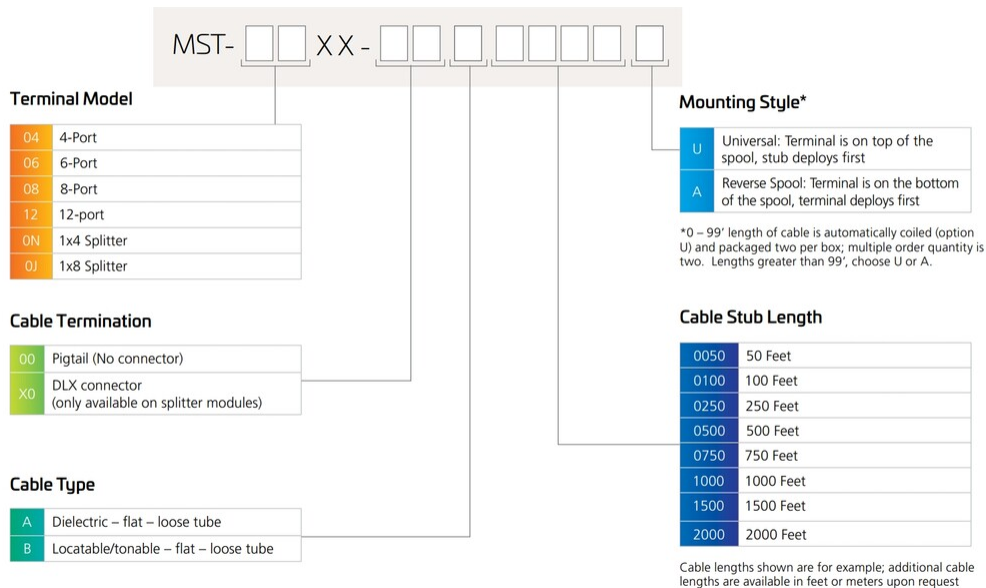 MST- XX-
Terminal Model
04 4-Port
06 6-Port
08 8-Port
12 12-port
0N 1x4 Splitter
0J 1x8 Splitter
Cable Termination
00 Pigtail (No connector)
X0 DLX connector
(only available on splitter modules)
Cable Type
A Dielectric – flat – loose tube
B Locatable/tonable – flat – loose tube
Mounting Style*
U Universal: Terminal is on top of the
spool, stub deploys first
A Reverse Spool: Terminal is on the bottom
of the spool, terminal deploys first
*0 – 99’ length of cable is automatically coiled (option
U) and packaged two per box; multiple order quantity is
two. Lengths greater than 99’, choose U or A.
Cable Stub Length
0050 50 Feet
0100 100 Feet
0250 250 Feet
0500 500 Feet
0750 750 Feet
1000 1000 Feet
1500 1500 Feet
2000 2000 Feet
Cable lengths shown are for example; additional cable
lengths are available in feet or meters upon request